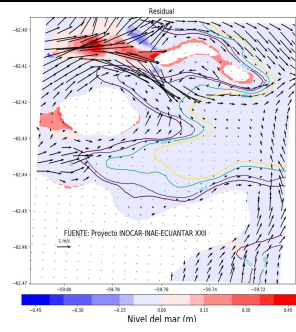 Residual
−62.40
−62.41
−62.42
−62.43
−62.44
−62.45
−62.46
−62.47
FUENTE: Proyecto INOCAR-INAE-ECUANTAR XXII
1 m/s
−59.80 −59.78 −59.76 −59.74 −59.72
−0.45 −0.30 −0.15 0.00 0.15 0.30 0.45
Nivel del mar (m)